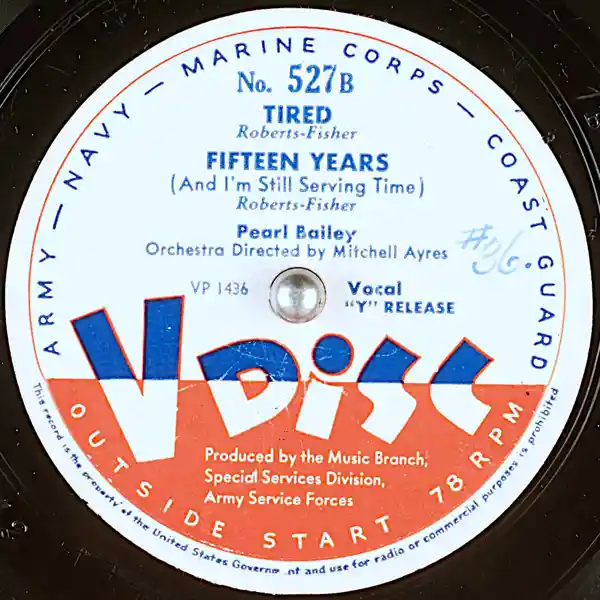 ARMY — NAVY — MARINE CORPS — COAST GUARD
No. 527B
TIRED
Roberts-Fisher
FIFTEEN YEARS
(And I'm Still Serving Time)
Roberts-Fisher
Pearl Bailey
Orchestra Directed by Mitchell Ayres
#36.
VP 1436
Vocal
"Y" RELEASE
V DiSC
Produced by the Music Branch,
Special Services Division,
Army Service Forces
OUTSIDE START 78 RPM
This record is the property of the United States Governm nt and use for radio or commercial purposes is prohibited